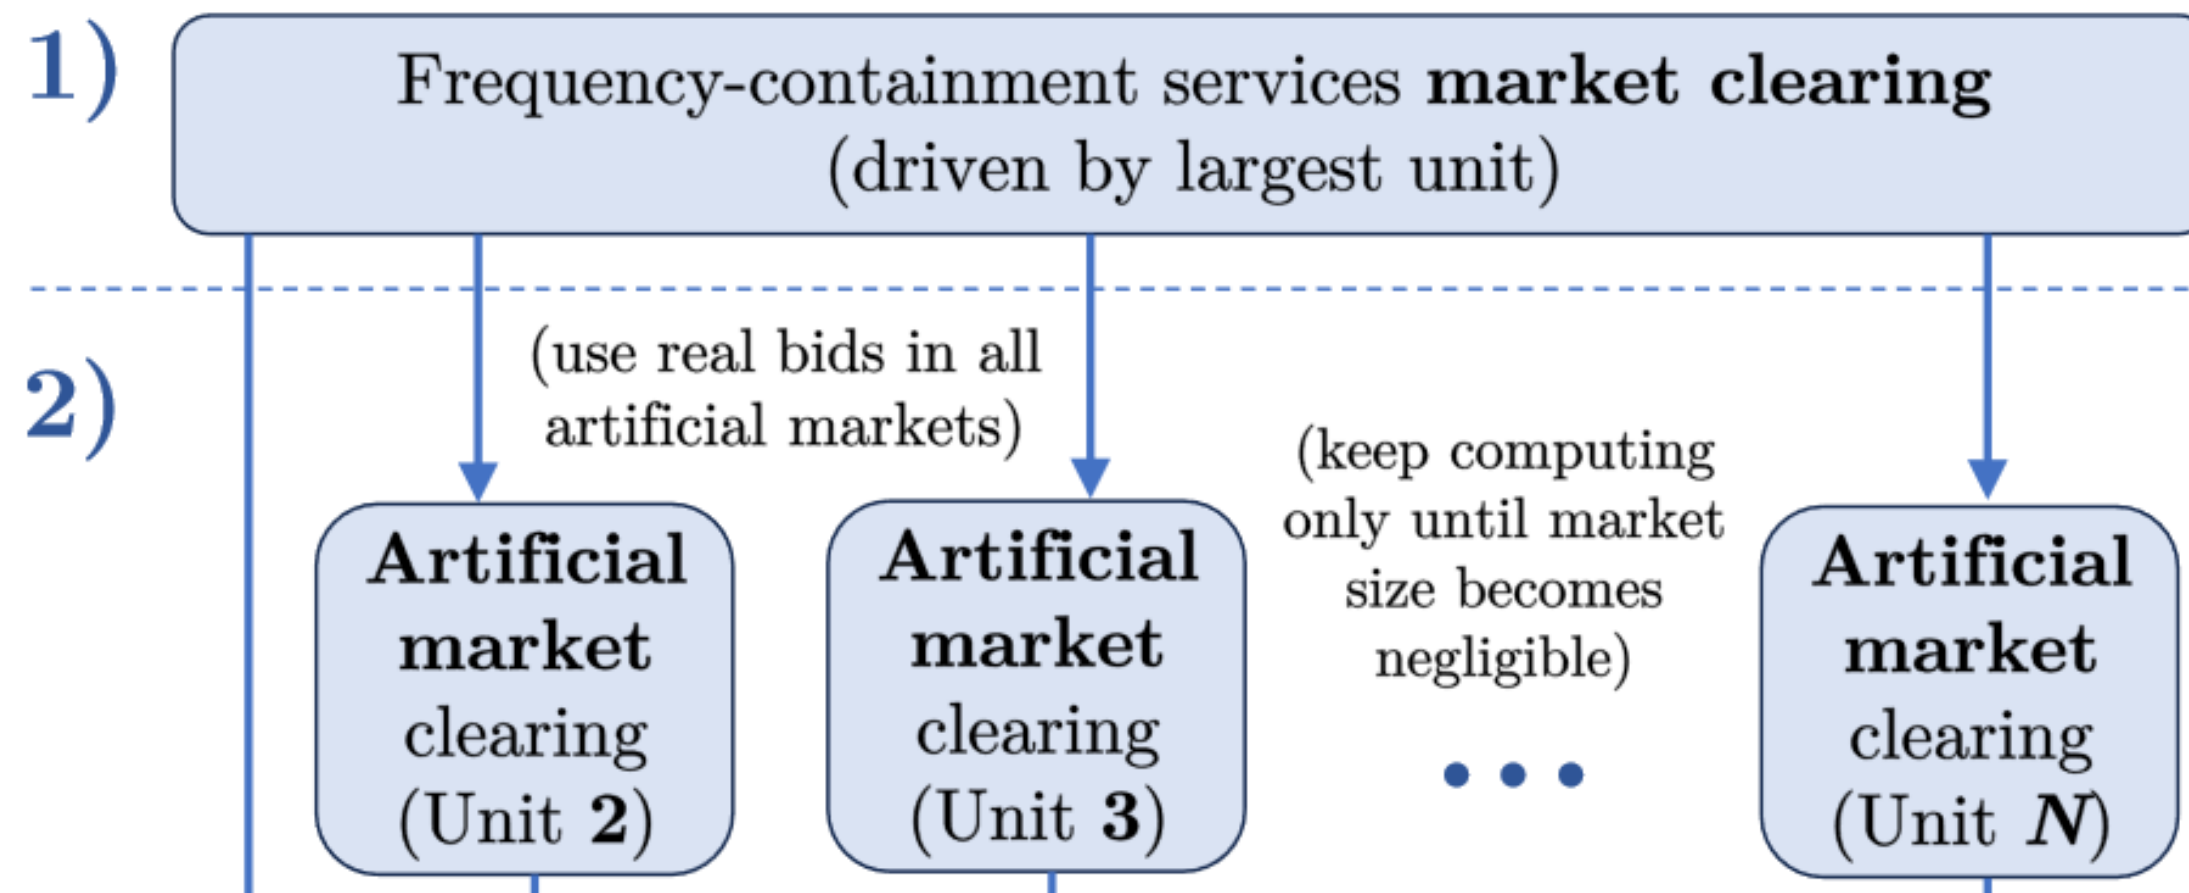 1)
Frequency-containment services market clearing
(driven by largest unit)
2)
(use real bids in all
artificial markets)
(keep computing
only until market
size becomes
negligible)
Artificial
market
clearing
(Unit 2)
Artificial
market
clearing
(Unit 3)
Artificial
market
clearing
(Unit N)